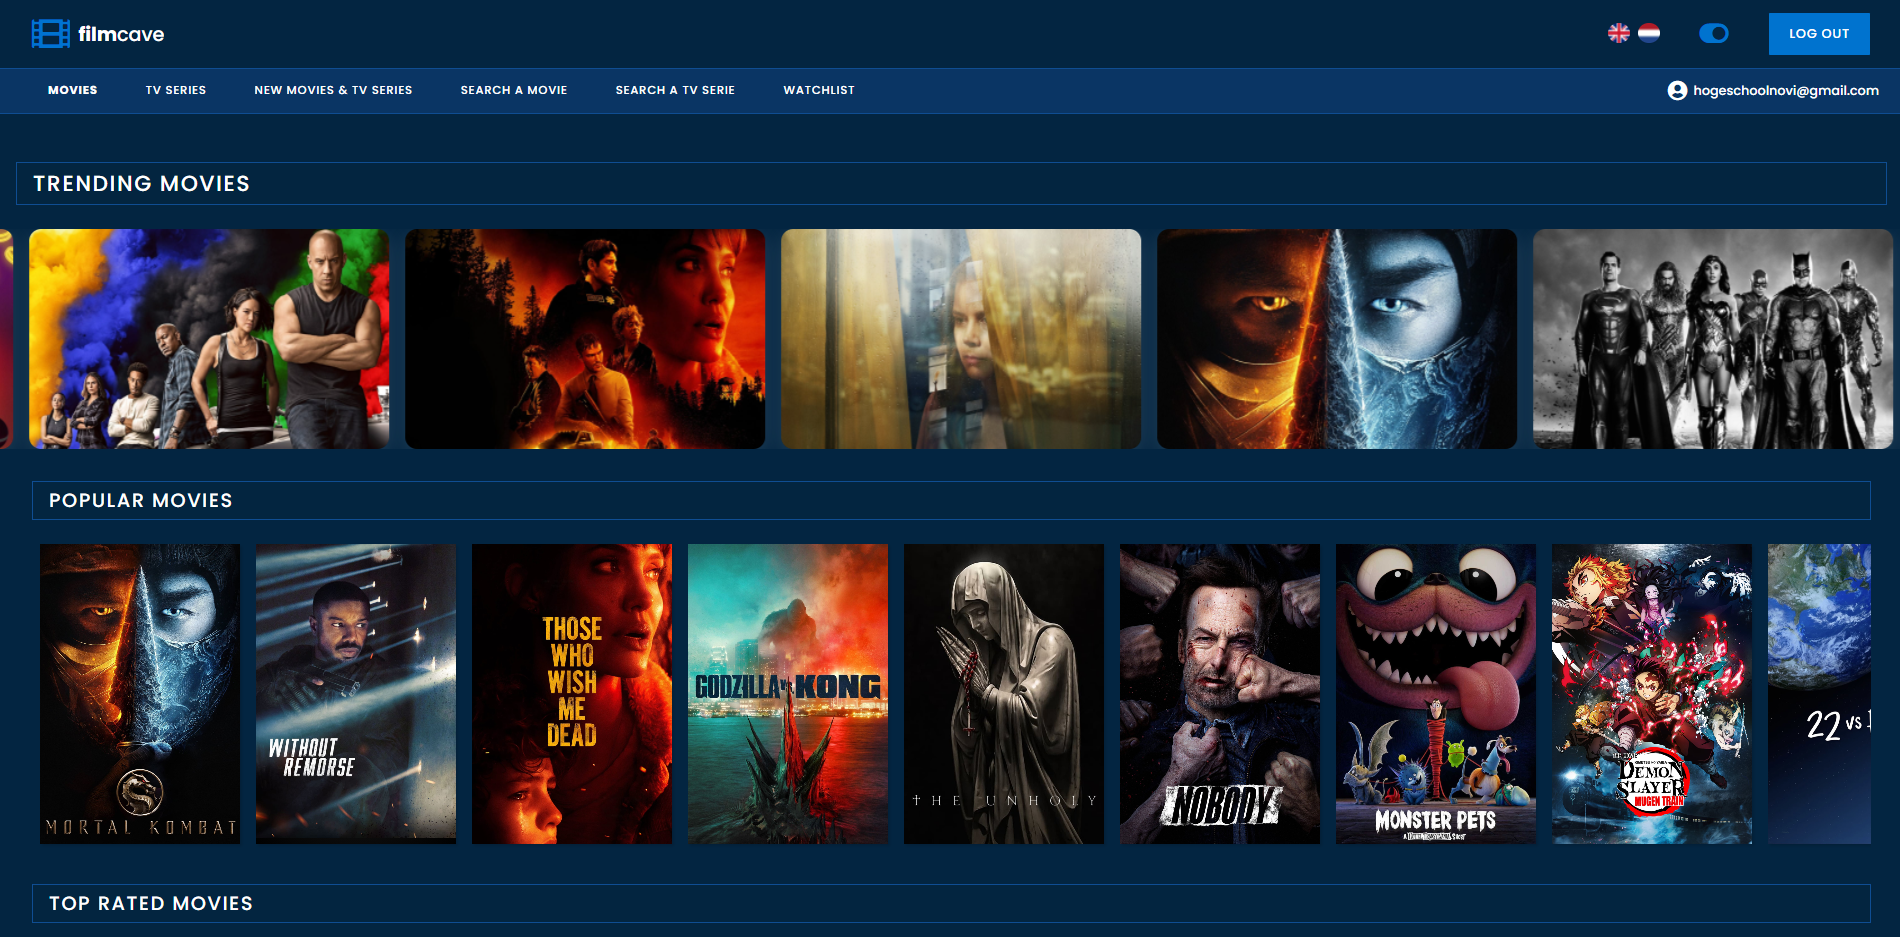 filmcave
LOG OUT
MOVIES
TV SERIES
NEW MOVIES & TV SERIES
SEARCH A MOVIE
SEARCH A TV SERIE
WATCHLIST
hogeschoolnovi@gmail.com
TRENDING MOVIES
POPULAR MOVIES
MORTAL KOMBAT
WITHOUT
REMORSE
THOSE
WHO
WISH
ME
DEAD
GODZILLA vs KONG
THE UNHOLY
NOBODY
MONSTER PETS
DEMON
SLAYER
MUGEN TRAIN
22 vs
TOP RATED MOVIES